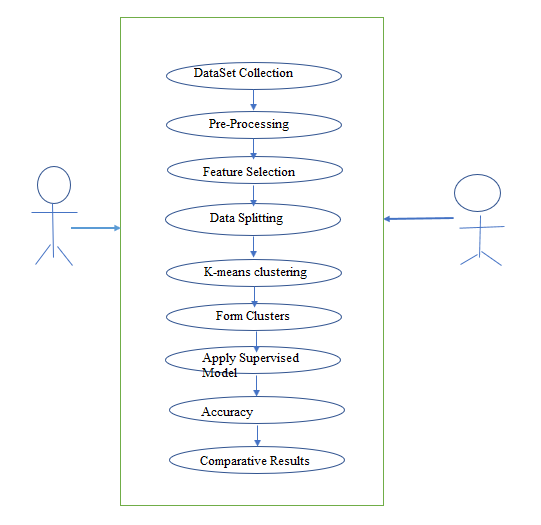 DataSet Collection
Pre-Processing
Feature Selection
Data Splitting
K-means clustering
Form Clusters
Apply Supervised
Model
Accuracy
Comparative Results